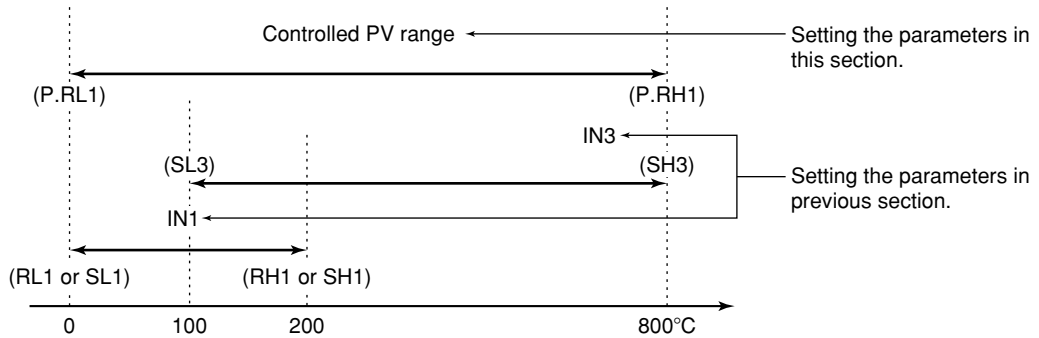 Controlled PV range
Setting the parameters in
this section.
(P.RL1)
(P.RH1)
IN3
(SL3)
(SH3)
Setting the parameters in
previous section.
IN1
(RL1 or SL1)
(RH1 or SH1)
0
100
200
800°C